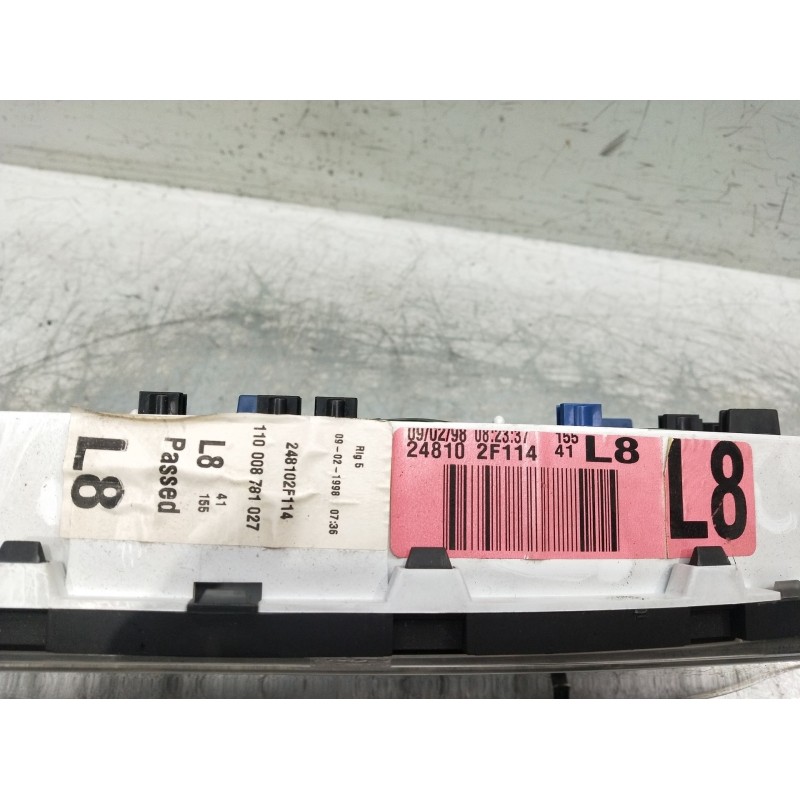 L8
Passed
L8 41
155
110 008 781 027
248102F114
09-02-1998 07:36
Rig 5
09/02/98 08:23:37 155
24810 2F114 41 L8
L8